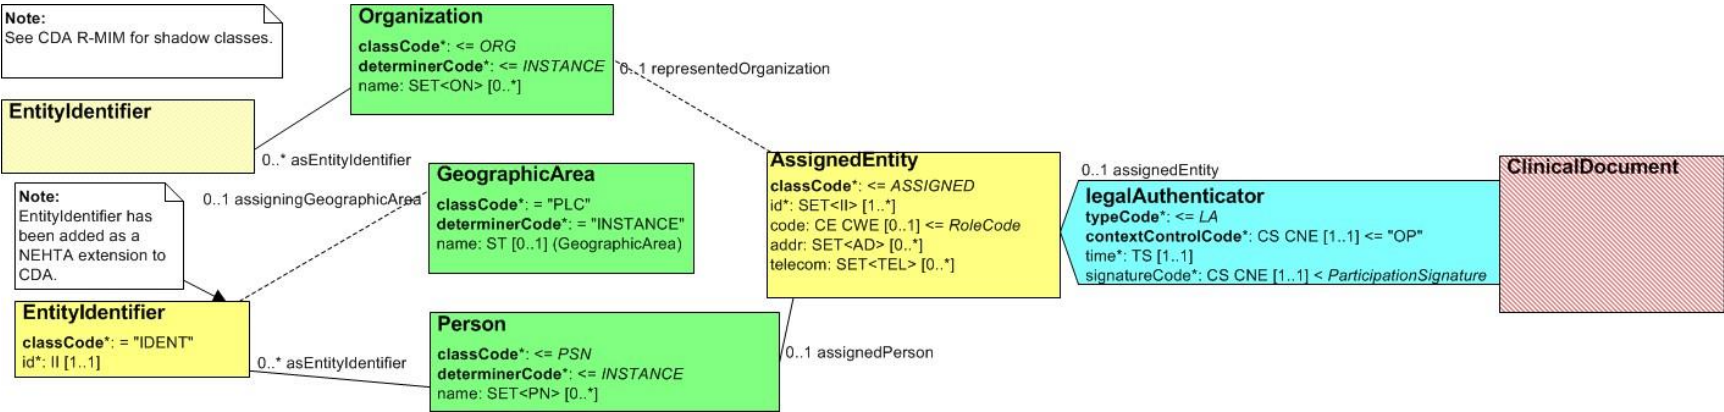 Note:
See CDA R-MIM for shadow classes.
EntityIdentifier
Organization
classCode*: <= ORG
determinerCode*: <= INSTANCE
name: SET<ON> [0..*]
0..1 representedOrganization
0..* asEntityIdentifier
GeographicArea
classCode*: = "PLC"
determinerCode*: = "INSTANCE"
name: ST [0..1] (GeographicArea)
0..1 assigningGeographicArea
Note:
EntityIdentifier has
been added as a
NEHTA extension to
CDA.
EntityIdentifier
classCode*: = "IDENT"
id*: II [1..1]
0..* asEntityIdentifier
Person
classCode*: <= PSN
determinerCode*: <= INSTANCE
name: SET<PN> [0..*]
0..1 assignedPerson
AssignedEntity
classCode*: <= ASSIGNED
id*: SET<II> [1..*]
code: CE CWE [0..1] <= RoleCode
addr: SET<AD> [0..*]
telecom: SET<TEL> [0..*]
0..1 assignedEntity
legalAuthenticator
typeCode*: <= LA
contextControlCode*: CS CNE [1..1] <= "OP"
time*: TS [1..1]
signatureCode*: CS CNE [1..1] < ParticipationSignature
ClinicalDocument